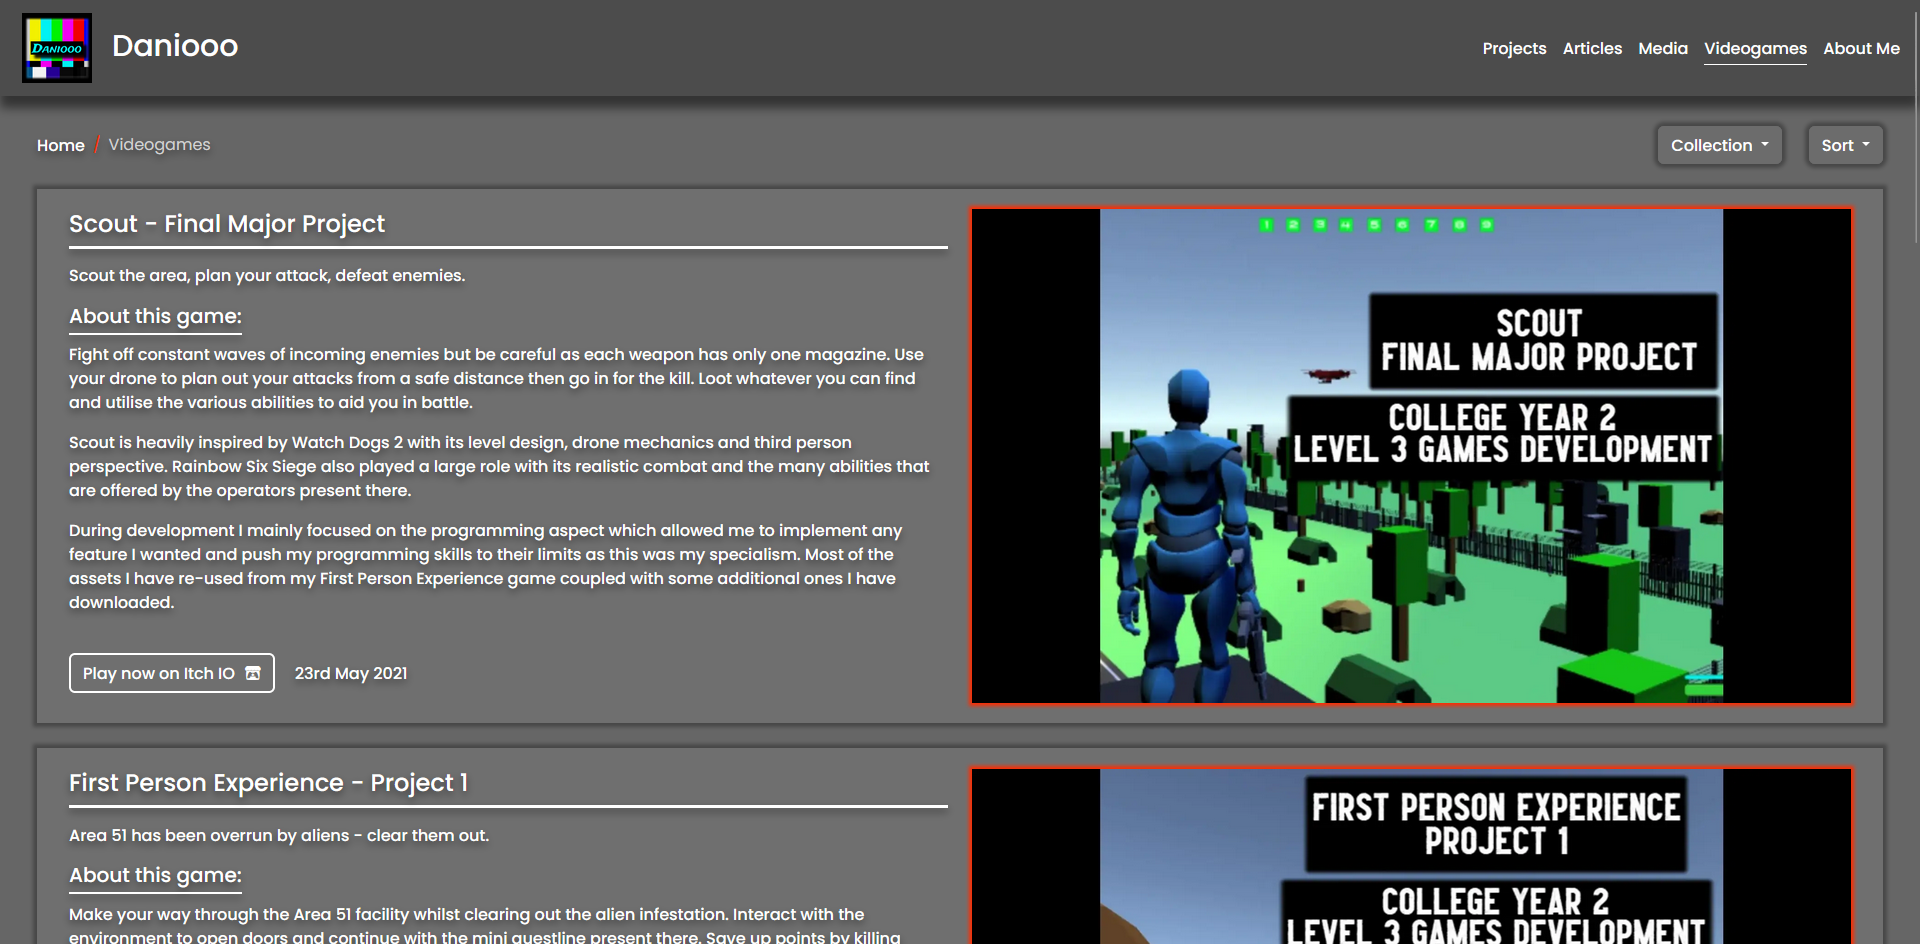 DANIOOO
Daniooo
Projects Articles Media Videogames About Me
Home / Videogames
Collection
Sort
Scout - Final Major Project
Scout the area, plan your attack, defeat enemies.
About this game:
Fight off constant waves of incoming enemies but be careful as each weapon has only one magazine. Use
your drone to plan out your attacks from a safe distance then go in for the kill. Loot whatever you can find
and utilise the various abilities to aid you in battle.
Scout is heavily inspired by Watch Dogs 2 with its level design, drone mechanics and third person
perspective. Rainbow Six Siege also played a large role with its realistic combat and the many abilities that
are offered by the operators present there.
During development I mainly focused on the programming aspect which allowed me to implement any
feature I wanted and push my programming skills to their limits as this was my specialism. Most of the
assets I have re-used from my First Person Experience game coupled with some additional ones I have
downloaded.
Play now on Itch IO
23rd May 2021
1 2 3 4 5 6 7 8 9
SCOUT
FINAL MAJOR PROJECT
COLLEGE YEAR 2
LEVEL 3 GAMES DEVELOPMENT
First Person Experience - Project 1
Area 51 has been overrun by aliens - clear them out.
About this game:
Make your way through the Area 51 facility whilst clearing out the alien infestation. Interact with the
environment to open doors and continue with the mini questline present there. Save up points by killing
FIRST PERSON EXPERIENCE
PROJECT 1
COLLEGE YEAR 2
LEVEL 3 GAMES DEVELOPMENT